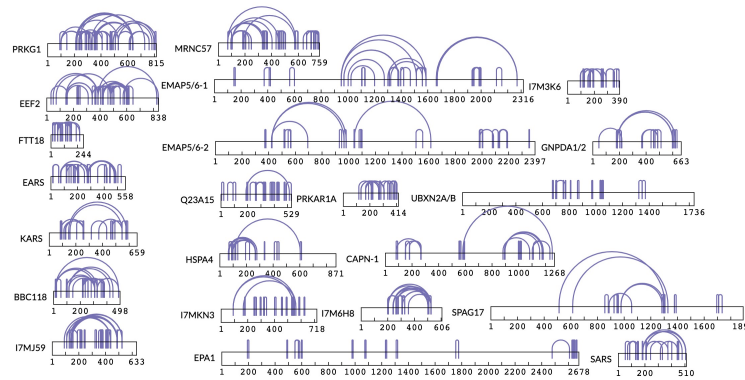 PRKG1
1 200 400 600 815
MRNC57
1 200 400 600 759
EMAP5/6-1
1 200 400 600 800 1000 1200 1400 1600 1800 2000 2316
I7M3K6
1 200 390
EEF2
1 200 400 600 838
FTT18
1 244
EMAP5/6-2
1 200 400 600 800 1000 1200 1400 1600 1800 2000 2397
GNPDA1/2
1 200 400 663
EARS
1 200 400 558
Q23A15
1 200 529
PRKAR1A
1 200 414
UBXN2A/B
1 200 400 600 800 1000 1400 1736
KARS
1 200 400 659
HSPA4
1 200 400 600 871
CAPN-1
1 200 400 600 800 1000 1268
BBC118
1 200 498
I7MKN3
1 200 400 718
I7M6H8
1 200 400 606
SPAG17
1 200 400 600 800 1000 1200 1400 189
I7MJ59
1 200 400 633
EPA1
1 200 400 600 800 1000 1200 1400 1600 1800 2000 2200 2678
SARS
1 200 510